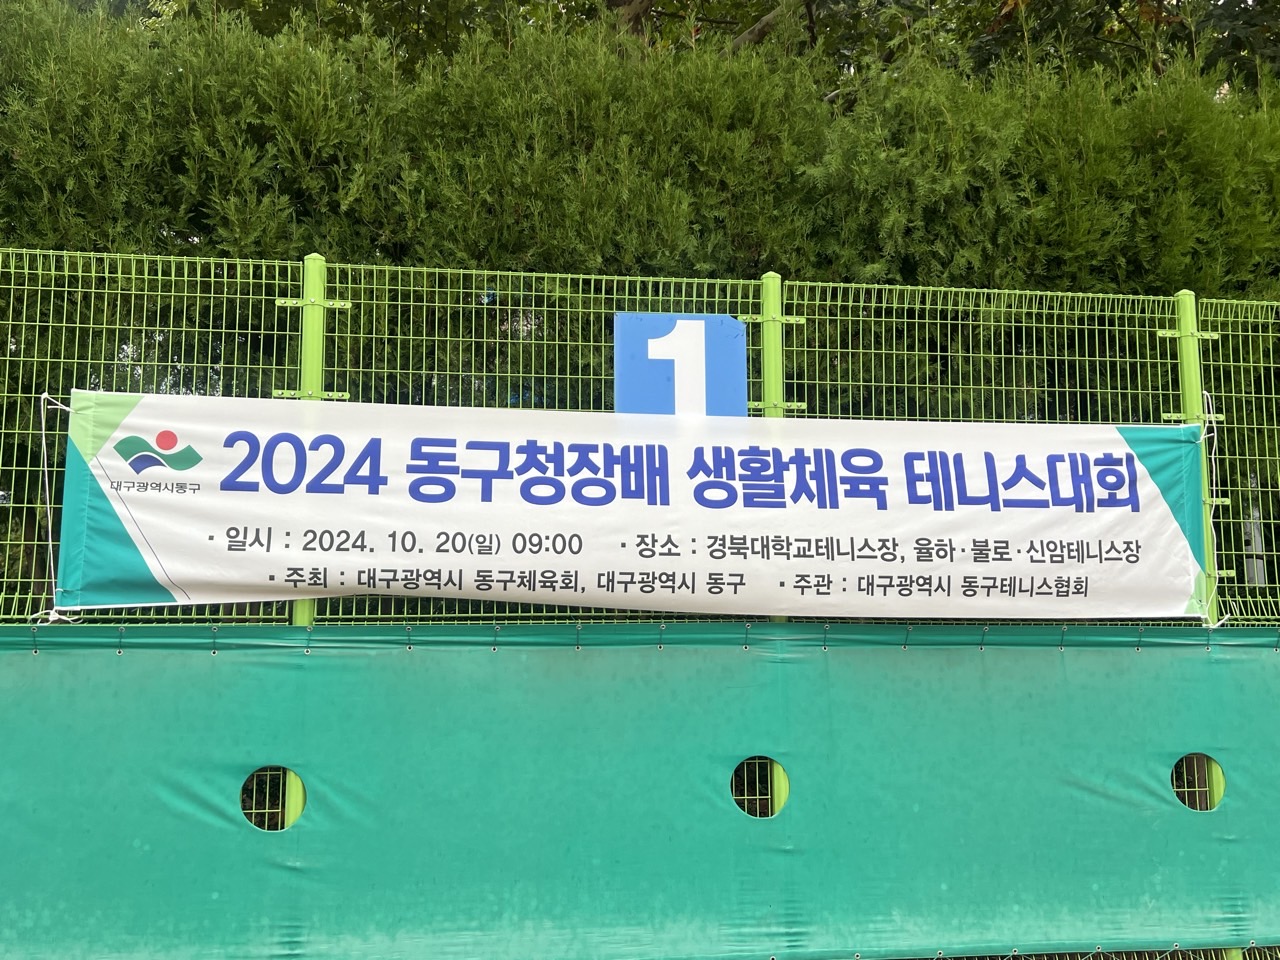 1
대구광역시동구
2024 동구청장배 생활체육 테니스대회
· 일시 : 2024. 10. 20(일) 09:00 · 장소 : 경북대학교테니스장, 율하·불로·신암테니스장
· 주최 : 대구광역시 동구체육회, 대구광역시 동구 · 주관 : 대구광역시 동구테니스협회